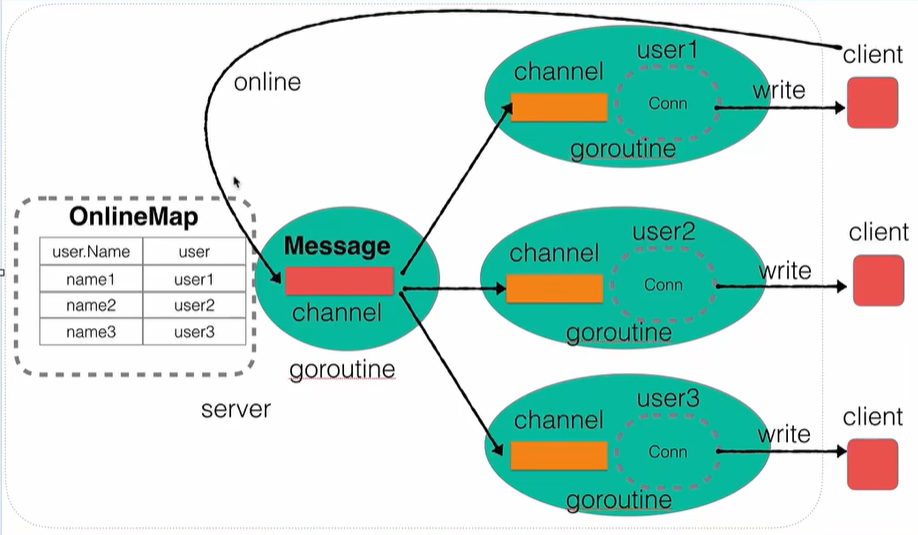 online
OnlineMap
user.Name user
name1 user1
name2 user2
name3 user3
Message
channel
goroutine
server
user1
channel
Conn
goroutine
write
client
user2
channel
Conn
goroutine
write
client
user3
channel
Conn
goroutine
write
client